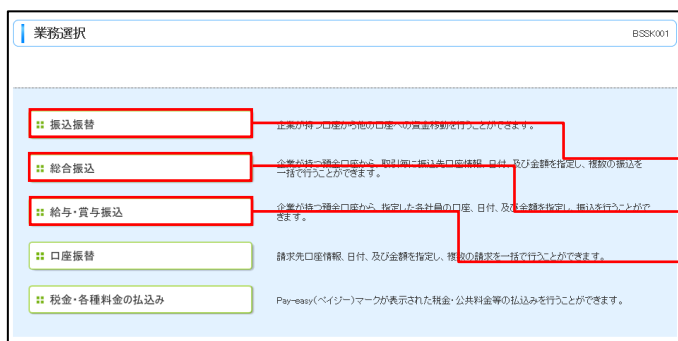 業務選択
BSSK001
振込振替
企業が持つ口座から他の口座への資金移動を行うことができます。
総合振込
企業が持つ預金口座から、取引毎に振込先口座情報、日付、及び金額を指定し、複数の振込を
一括で行うことができます。
給与・賞与振込
企業が持つ預金口座から、指定した各社員の口座、日付、及び金額を指定し、振込を行うことがで
きます。
口座振替
請求先口座情報、日付、及び金額を指定し、複数の請求を一括で行うことができます。
税金・各種料金の払込み
Pay-easy(ペイジー)マークが表示された税金・公共料金等の払込みを行うことができます。